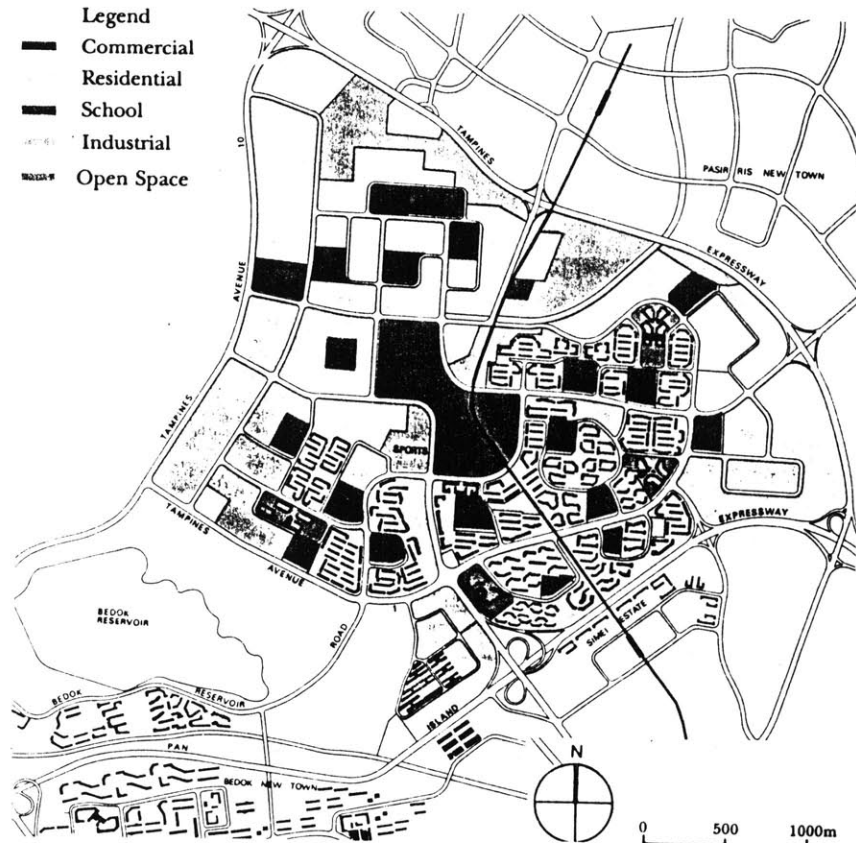 Legend
Commercial
Residential
School
Industrial
Open Space
TAMPINES
10
AVENUE
TAMPINES
EXPRESSWAY
PASIR RIS NEW TOWN
SPORTS
TAMPINES
AVENUE
EXPRESSWAY
BEDOK
RESERVOIR
ROAD
SIMEI ESTATE
BEDOK
RESERVOIR
ISLAND
PAN
BEDOK NEW TOWN
N
0 500 1000m